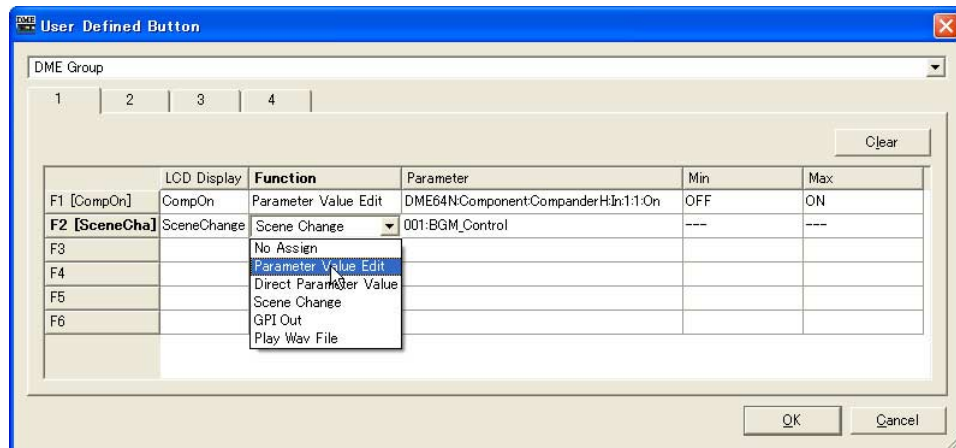 DME User Defined Button
DME Group
1 2 3 4
Clear
LCD Display Function Parameter Min Max
F1 [CompOn] CompOn Parameter Value Edit DME64N:Component:CompanderH:In:1:1:On OFF ON
F2 [SceneCha] SceneChange Scene Change 001:BGM_Control --- ---
F3 No Assign
Parameter Value Edit
F4 Direct Parameter Value
F5 Scene Change
F6 GPI Out
Play Wav File
OK Cancel